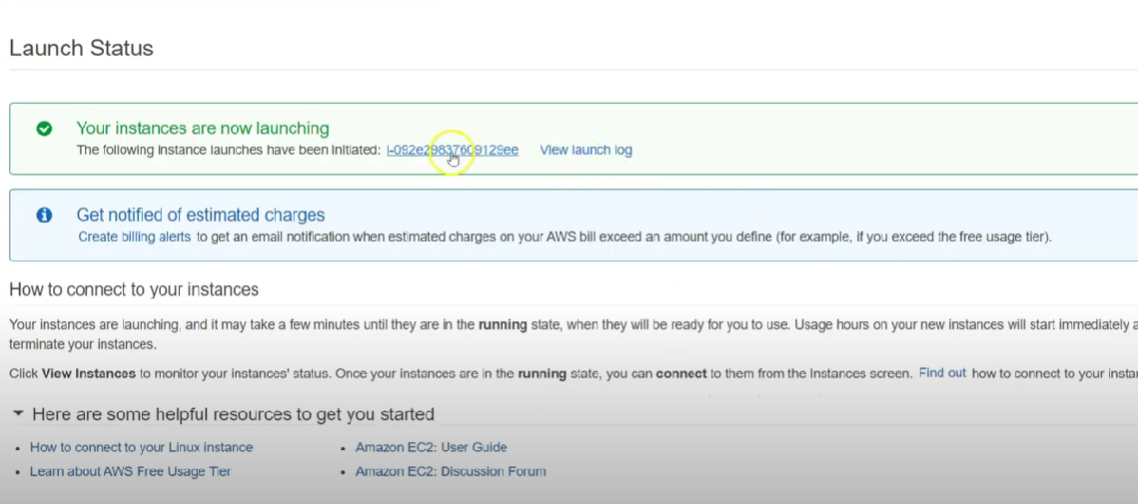 Launch Status
Your instances are now launching
The following instance launches have been initiated: i-092e29837609129ee View launch log
Get notified of estimated charges
Create billing alerts to get an email notification when estimated charges on your AWS bill exceed an amount you define (for example, if you exceed the free usage tier).
How to connect to your instances
Your instances are launching, and it may take a few minutes until they are in the running state, when they will be ready for you to use. Usage hours on your new instances will start immediately a
terminate your instances.
Click View Instances to monitor your instances' status. Once your instances are in the running state, you can connect to them from the Instances screen. Find out how to connect to your insta
Here are some helpful resources to get you started
• How to connect to your Linux instance • Amazon EC2: User Guide
• Learn about AWS Free Usage Tier • Amazon EC2: Discussion Forum